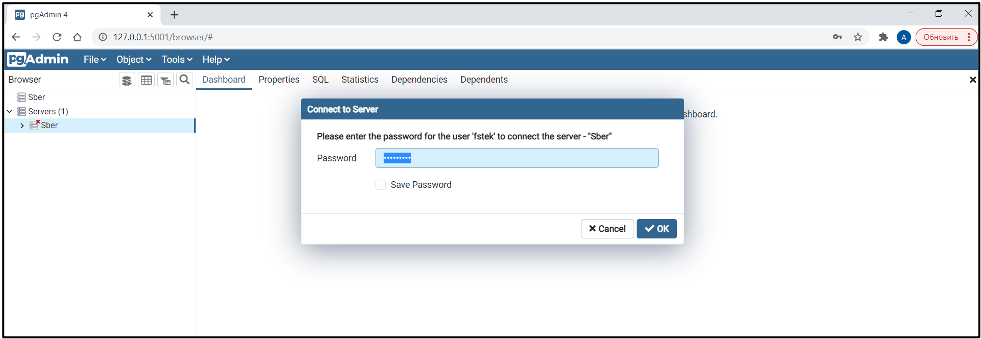 pgAdmin 4
127.0.0.1:5001/browser/#
A
Обновить
pgAdmin File Object Tools Help
Browser
Dashboard Properties SQL Statistics Dependencies Dependents
Sber
Servers (1)
Sber
Connect to Server
shboard.
Please enter the password for the user 'fstek' to connect the server - "Sber"
Password
Save Password
Cancel OK